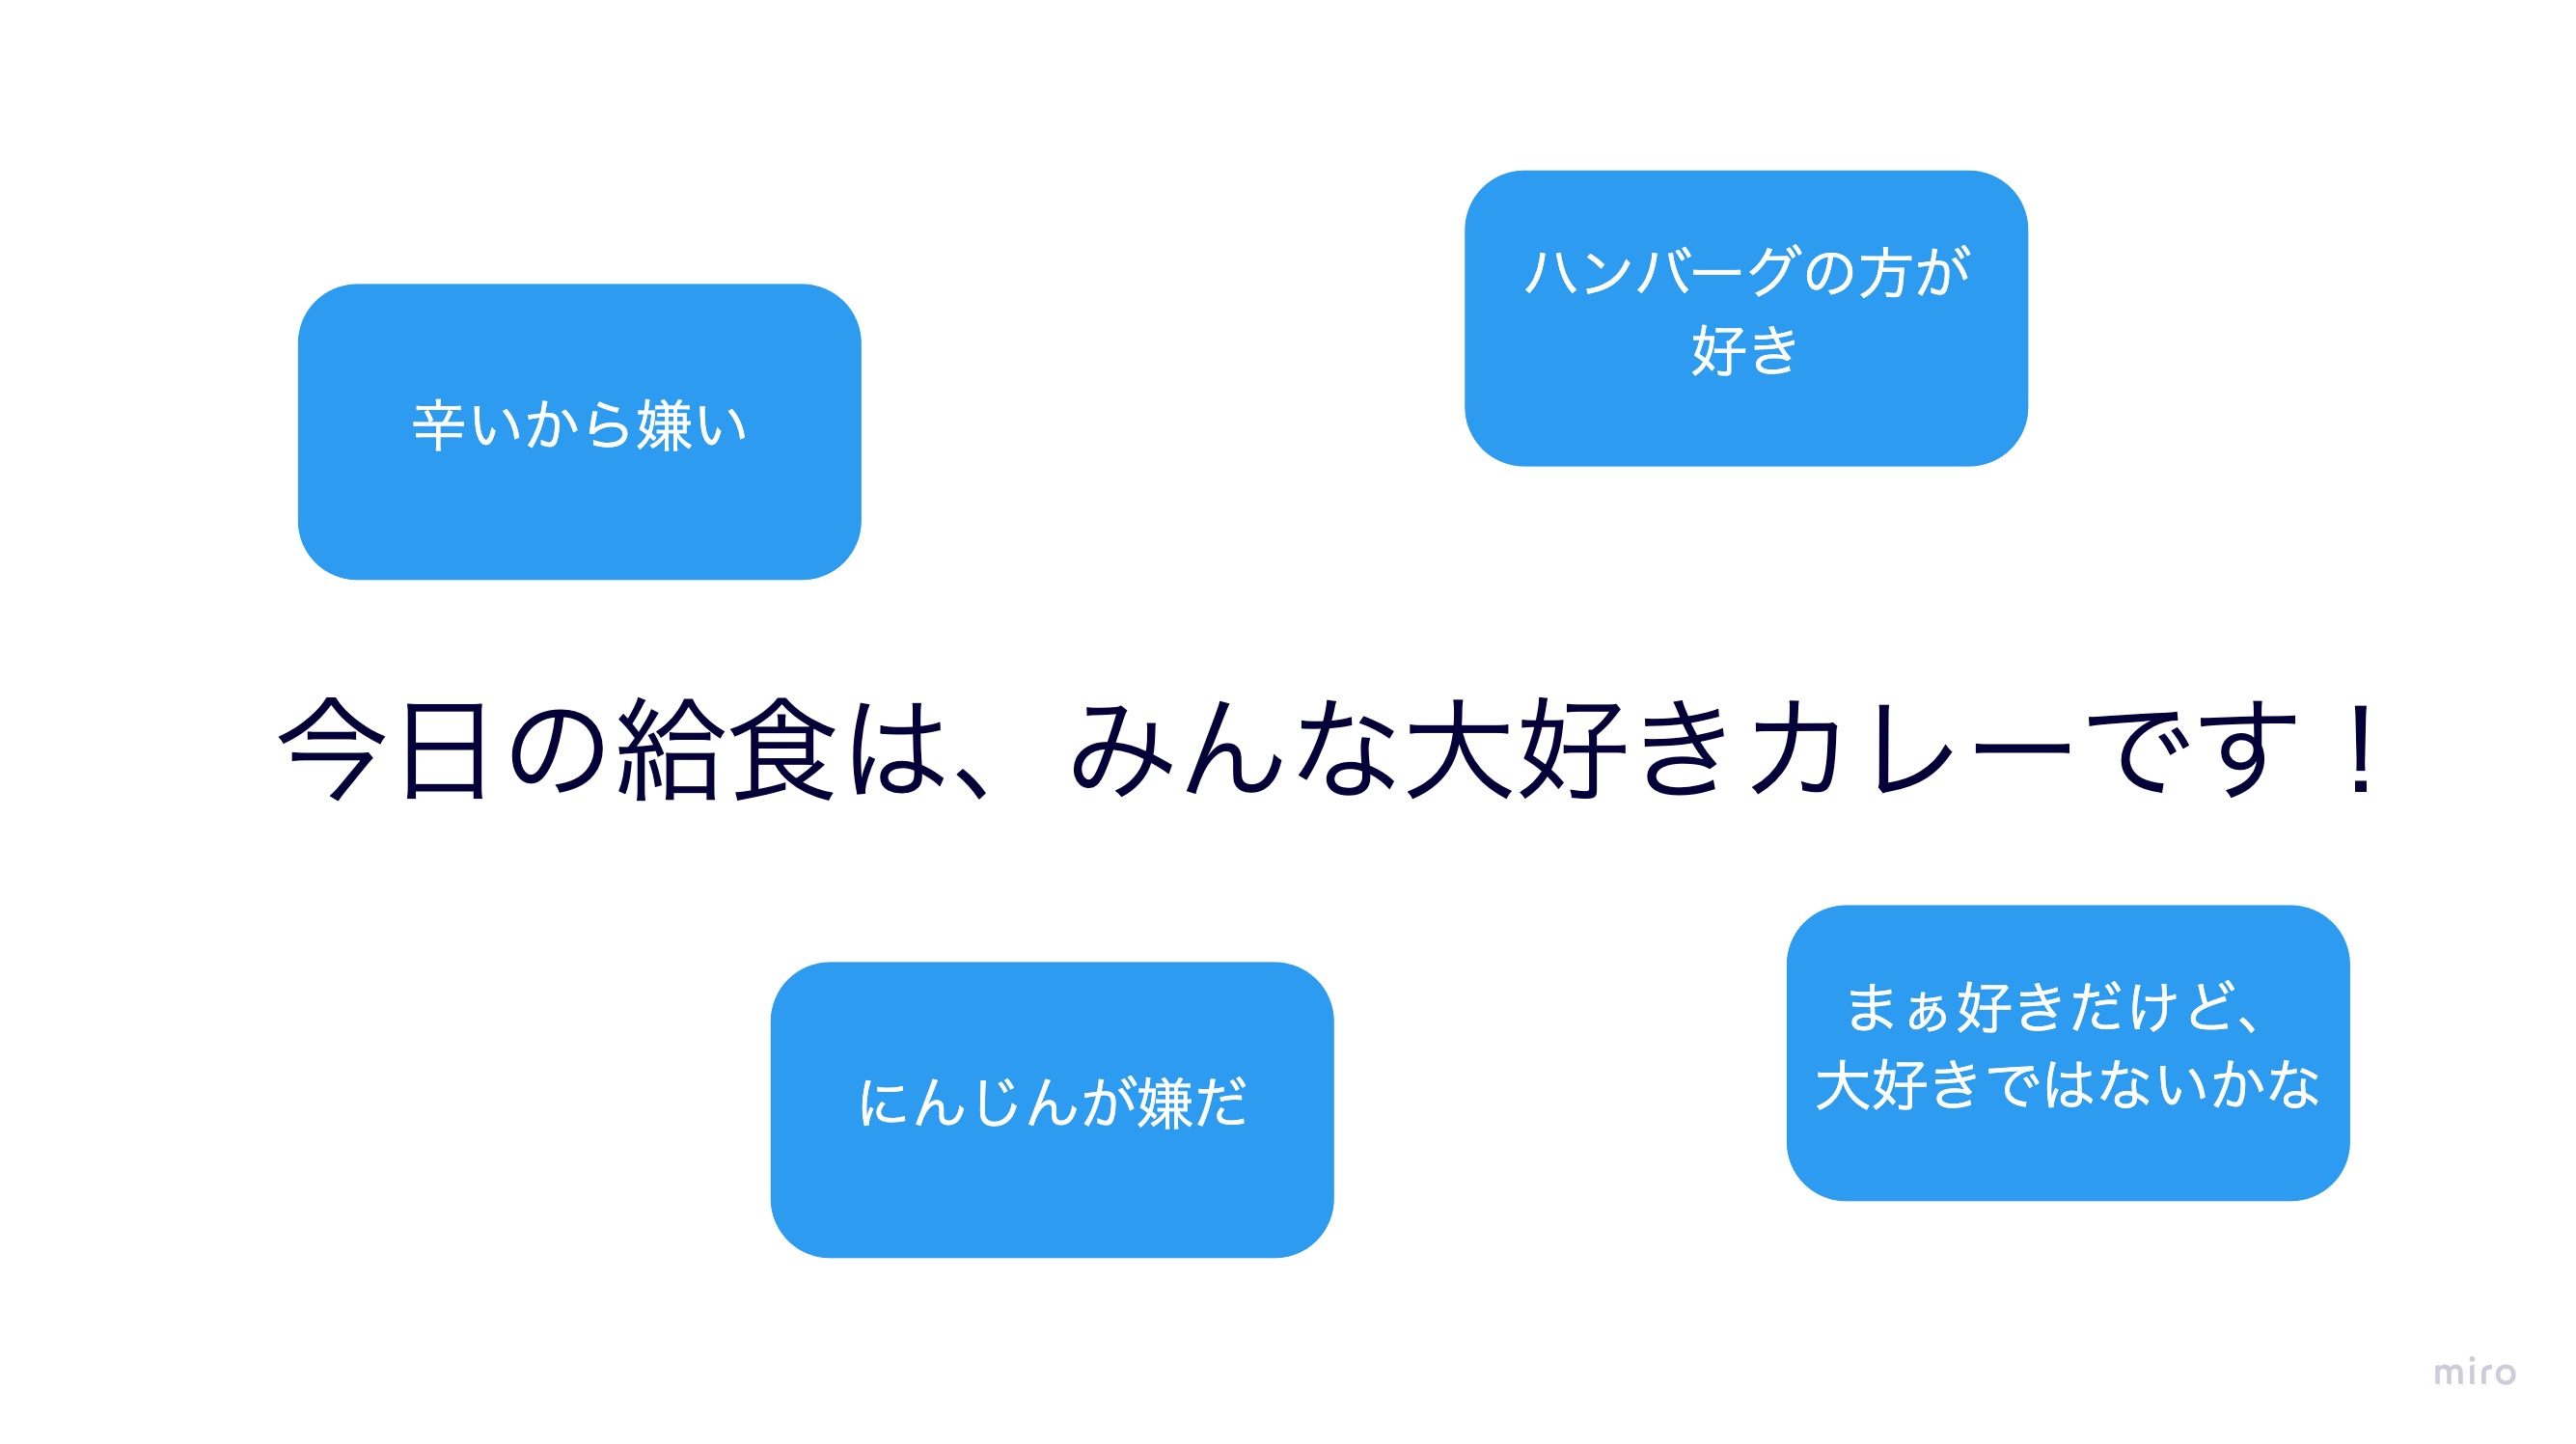 ハンバーグの方が
好き
辛いから嫌い
今日の給食は、みんな大好きカレーです！
まぁ好きだけど、
大好きではないかな
にんじんが嫌だ
miro